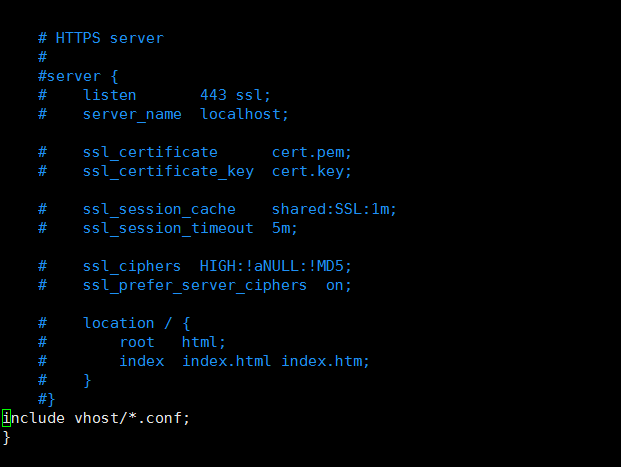 # HTTPS server
    #
    #server {
    #    listen       443 ssl;
    #    server_name  localhost;

    #    ssl_certificate      cert.pem;
    #    ssl_certificate_key  cert.key;

    #    ssl_session_cache    shared:SSL:1m;
    #    ssl_session_timeout  5m;

    #    ssl_ciphers  HIGH:!aNULL:!MD5;
    #    ssl_prefer_server_ciphers  on;

    #    location / {
    #        root   html;
    #        index  index.html index.htm;
    #    }
    #}
include vhost/*.conf;
}